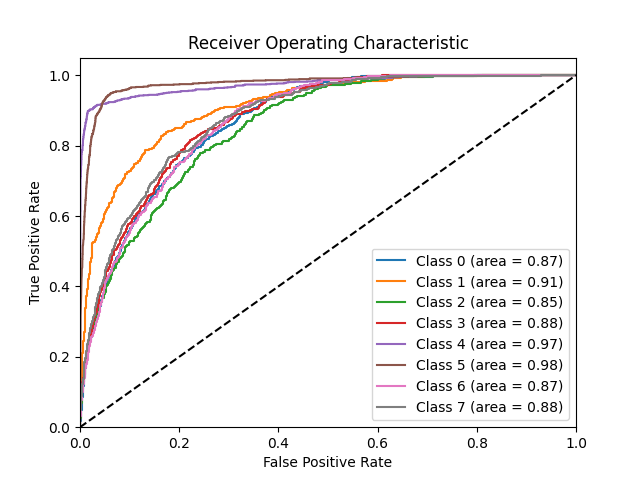 Receiver Operating Characteristic
True Positive Rate
1.0
0.8
0.6
0.4
0.2
0.0
Class 0 (area = 0.87)
Class 1 (area = 0.91)
Class 2 (area = 0.85)
Class 3 (area = 0.88)
Class 4 (area = 0.97)
Class 5 (area = 0.98)
Class 6 (area = 0.87)
Class 7 (area = 0.88)
0.0 0.2 0.4 0.6 0.8 1.0
False Positive Rate